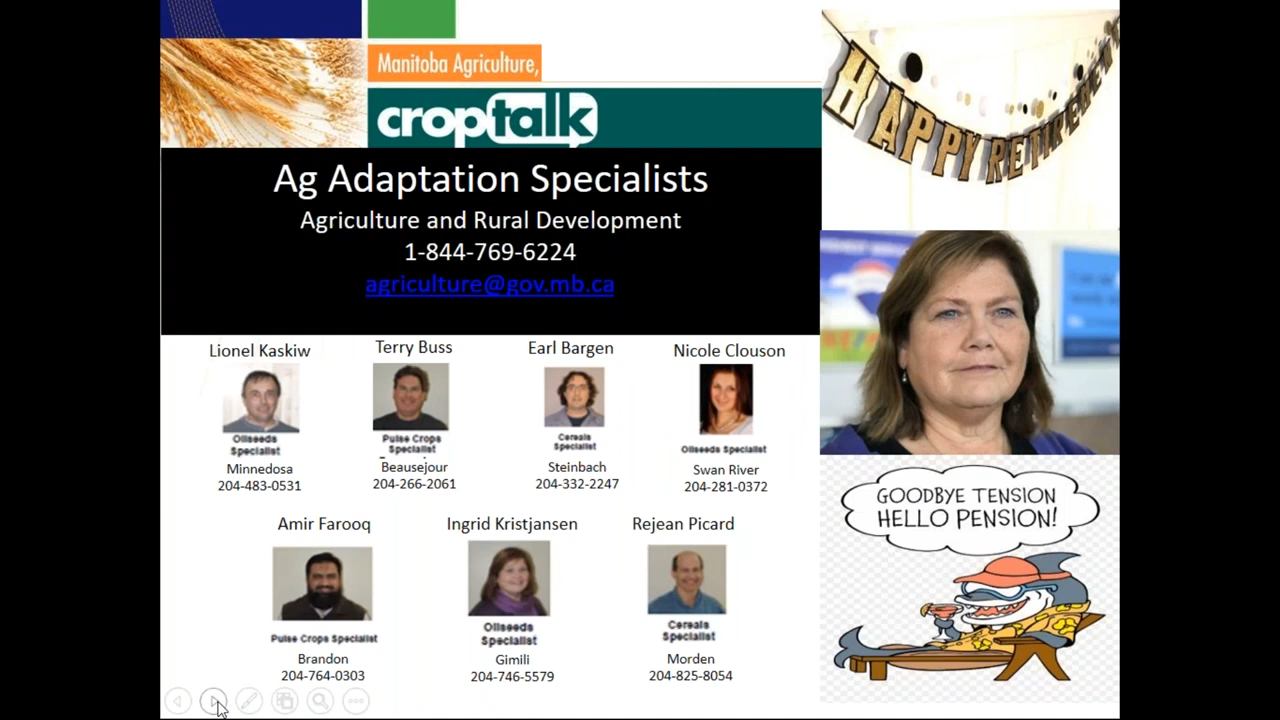 Manitoba Agriculture,
croptalk
HAPPY RETIREMENT
Ag Adaptation Specialists
Agriculture and Rural Development
1-844-769-6224
agriculture@gov.mb.ca
Lionel Kaskiw
Terry Buss
Earl Bargen
Nicole Clouson
Oilseeds
Specialist
Pulse Crops
Specialist
Cereals
Specialist
Oilseeds Specialist
Minnedosa
204-483-0531
Beausejour
204-266-2061
Steinbach
204-332-2247
Swan River
204-281-0372
GOODBYE TENSION
HELLO PENSION!
Amir Farooq
Ingrid Kristjansen
Rejean Picard
Pulse Crops Specialist
Oilseeds
Specialist
Cereals
Specialist
Brandon
204-764-0303
Gimili
204-746-5579
Morden
204-825-8054